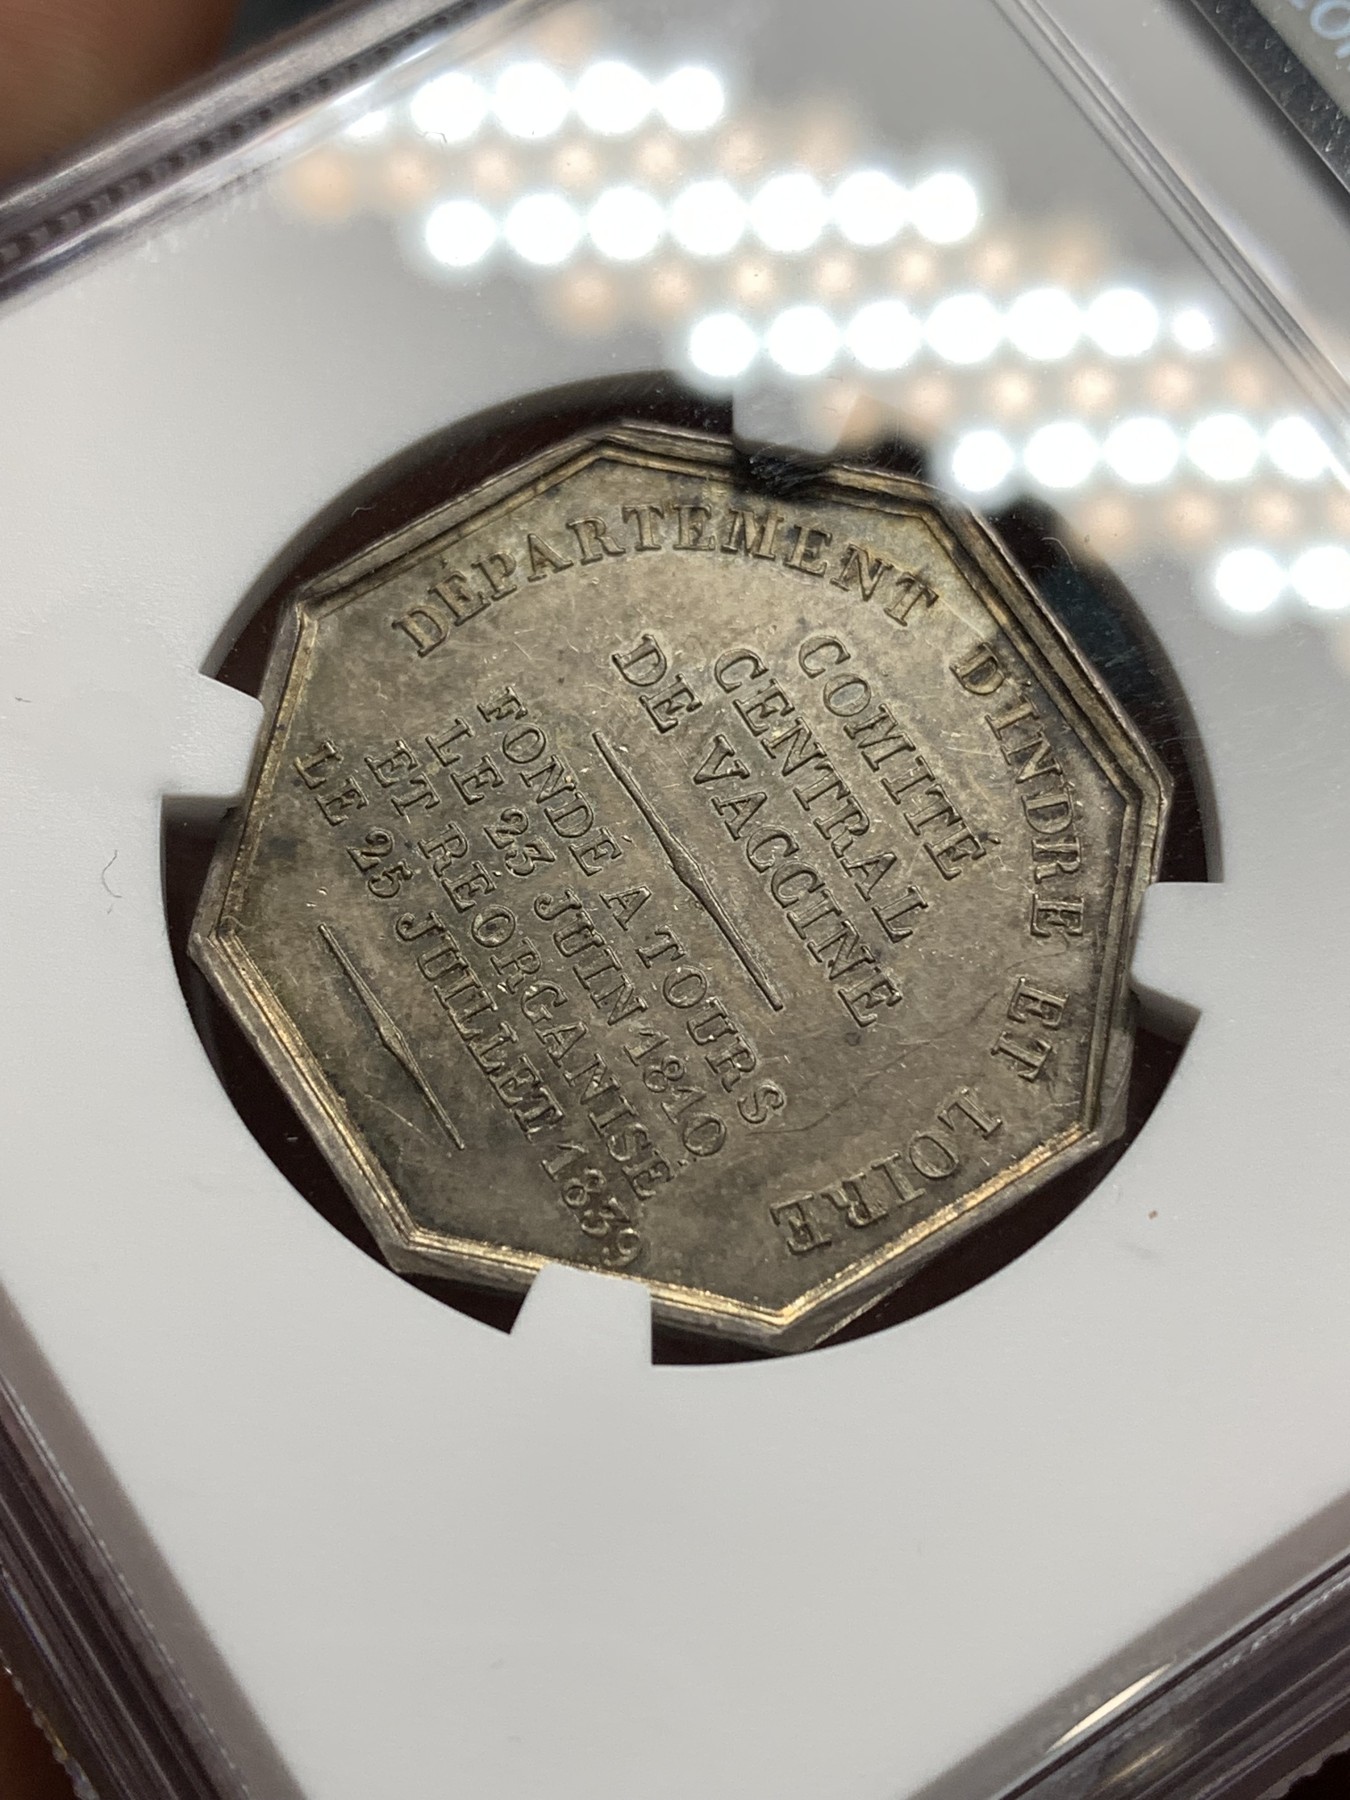 DÉPARTEMENT D'INDRE ET LOIRE
COMITÉ
CENTRAL
DE VACCINE
FONDÉ A TOURS
LE 23 JUIN 1810
ET RÉORGANISÉ
LE 25 JUILLET 1839